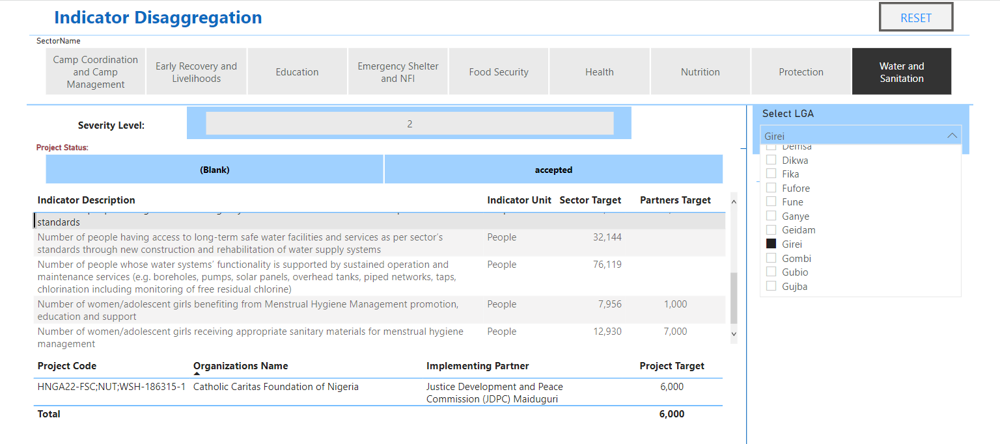 Indicator Disaggregation
RESET
SectorName
Camp Coordination
and Camp
Management
Early Recovery and
Livelihoods
Education
Emergency Shelter
and NFI
Food Security
Health
Nutrition
Protection
Water and
Sanitation
Severity Level:
2
Select LGA
Girei
Demsa
Dikwa
Fika
Fufore
Fune
Ganye
Geidam
Girei
Gombi
Gubio
Gujba
Project Status:
(Blank)
accepted
Indicator Description Indicator Unit Sector Target Partners Target
standards
Number of people having access to long-term safe water facilities and services as per sector’s People 32,144
standards through new construction and rehabilitation of water supply systems
Number of people whose water systems’ functionality is supported by sustained operation and People 76,119
maintenance services (e.g. boreholes, pumps, solar panels, overhead tanks, piped networks, taps,
chlorination including monitoring of free residual chlorine)
Number of women/adolescent girls benefiting from Menstrual Hygiene Management promotion, People 7,956 1,000
education and support
Number of women/adolescent girls receiving appropriate sanitary materials for menstrual hygiene People 12,930 7,000
management
Project Code Organizations Name Implementing Partner Project Target
HNGA22-FSC;NUT;WSH-186315-1 Catholic Caritas Foundation of Nigeria Justice Development and Peace 6,000
Commission (JDPC) Maiduguri
Total 6,000